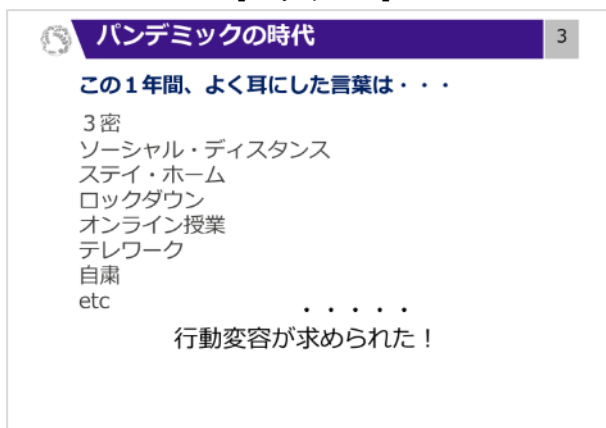 パンデミックの時代
3
この１年間、よく耳にした言葉は・・・
３密
ソーシャル・ディスタンス
ステイ・ホーム
ロックダウン
オンライン授業
テレワーク
自粛
etc
・・・・・
行動変容が求められた！